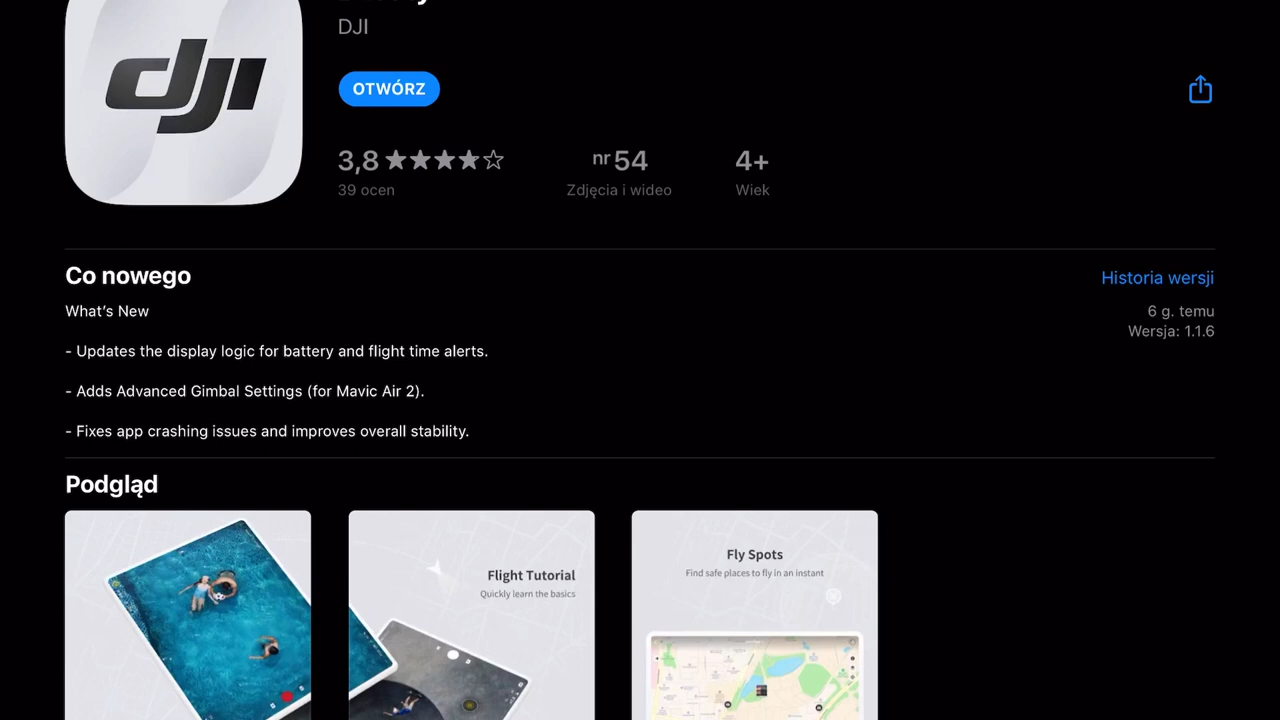 DJI
dji
OTWÓRZ
3,8
39 ocen
nr 54
Zdjęcia i wideo
4+
Wiek
Co nowego
Historia wersji
What's New
6 g. temu
Wersja: 1.1.6
- Updates the display logic for battery and flight time alerts.
- Adds Advanced Gimbal Settings (for Mavic Air 2).
- Fixes app crashing issues and improves overall stability.
Podgląd
Flight Tutorial
Quickly learn the basics
Fly Spots
Find safe places to fly in an instant